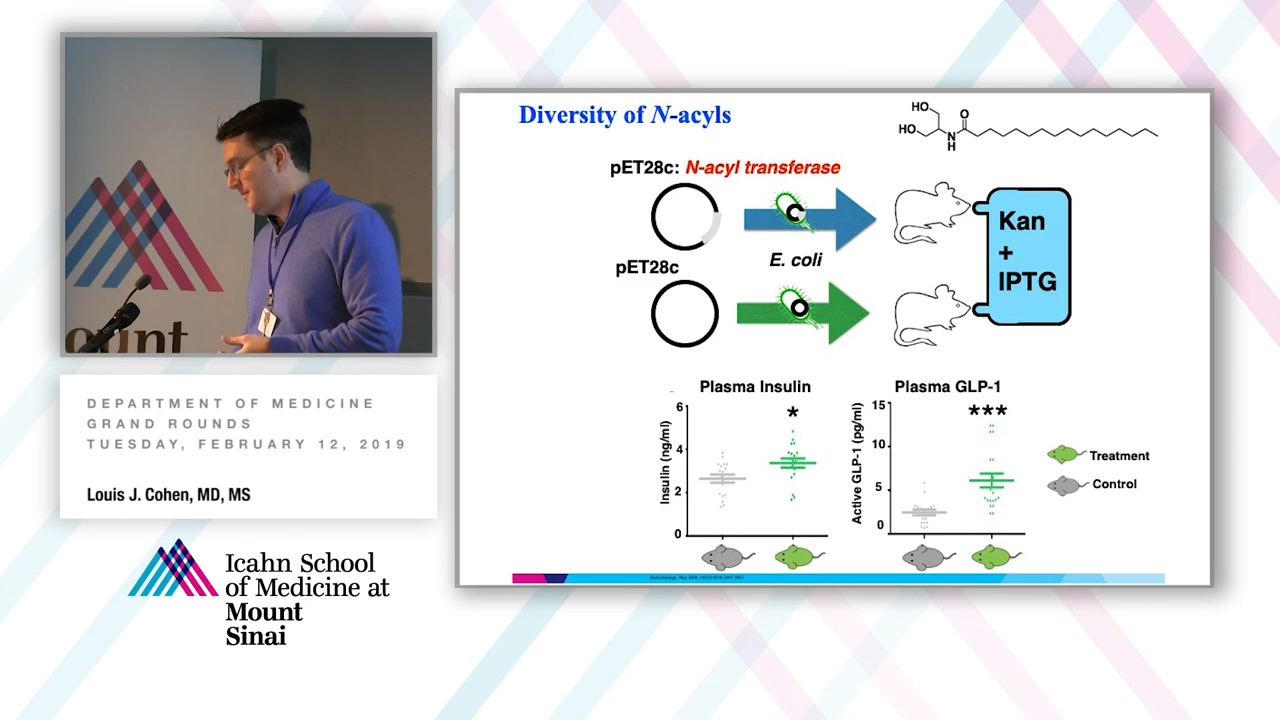 ount
DEPARTMENT OF MEDICINE
GRAND ROUNDS
TUESDAY, FEBRUARY 12, 2019
Louis J. Cohen, MD, MS
Icahn School
of Medicine at
Mount
Sinai
Diversity of N-acyls
HO
HO
O
N
H
pET28c: N-acyl transferase
E. coli
pET28c
Kan
+
IPTG
Plasma Insulin
Insulin (ng/ml)
6
4
2
0
*
Plasma GLP-1
Active GLP-1 (pg/ml)
15
10
5
0
***
Treatment
Control